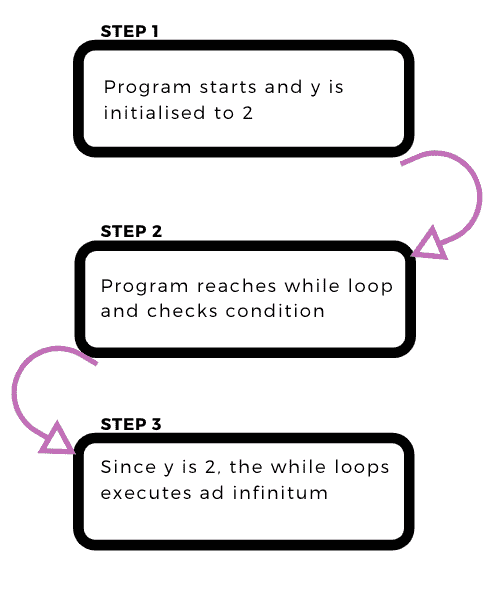 STEP 1
Program starts and y is
initialised to 2
STEP 2
Program reaches while loop
and checks condition
STEP 3
Since y is 2, the while loops
executes ad infinitum